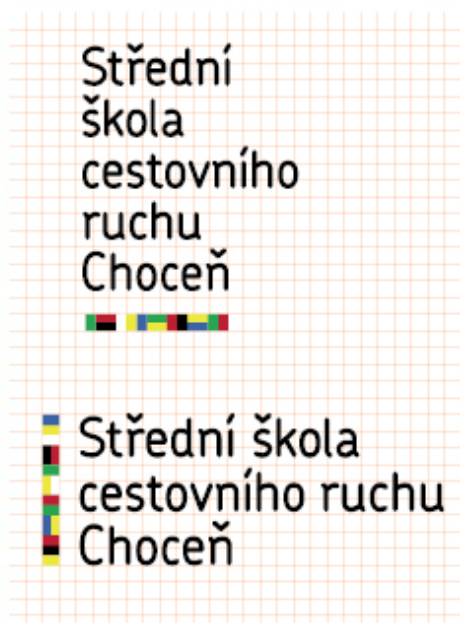 Střední
škola
cestovního
ruchu
Choceň
Střední škola
cestovního ruchu
Choceň